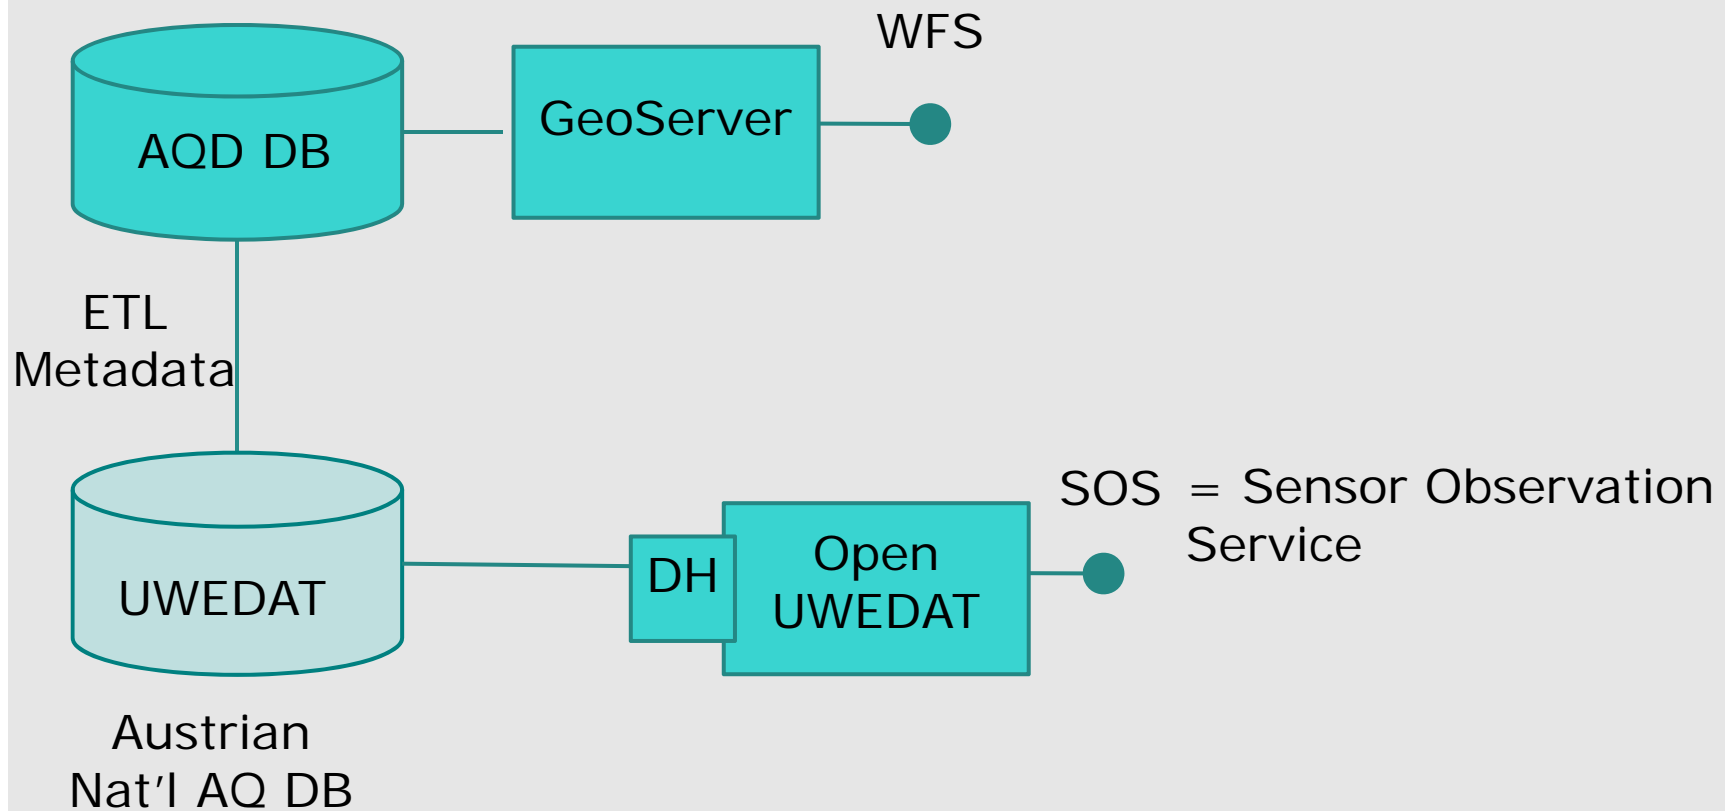 WFS
GeoServer
AQD DB
ETL
Metadata
SOS = Sensor Observation
Service
DH
Open
UWEDAT
UWEDAT
Austrian
Nat'l AQ DB